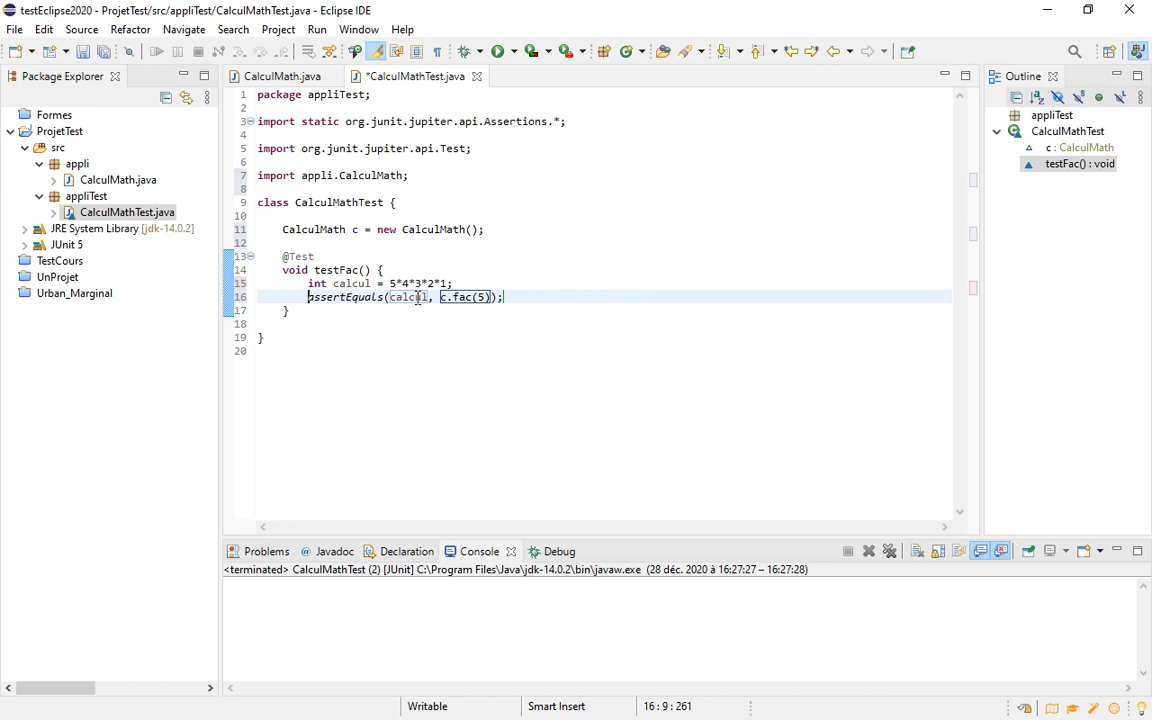 testEclipse2020 - ProjetTest/src/appliTest/CalculMathTest.java - Eclipse IDE
File Edit Source Refactor Navigate Search Project Run Window Help
Package Explorer
Formes
ProjetTest
src
appli
CalculMath.java
appliTest
CalculMathTest.java
JRE System Library [jdk-14.0.2]
JUnit 5
TestCours
UnProjet
Urban_Marginal
CalculMath.java *CalculMathTest.java
1 package appliTest;
2
3 import static org.junit.jupiter.api.Assertions.*;
4
5 import org.junit.jupiter.api.Test;
6
7 import appli.CalculMath;
8
9 class CalculMathTest {
10
11 CalculMath c = new CalculMath();
12
13 @Test
14 void testFac() {
15 int calcul = 5*4*3*2*1;
16 assertEquals(calcul, c.fac(5));
17 }
18
19 }
20
Outline
appliTest
CalculMathTest
c : CalculMath
testFac() : void
Problems @ Javadoc Declaration Console Debug
<terminated> CalculMathTest (2) [JUnit] C:\Program Files\Java\jdk-14.0.2\bin\javaw.exe (28 déc. 2020 à 16:27:27 – 16:27:28)
Writable Smart Insert 16 : 9 : 261